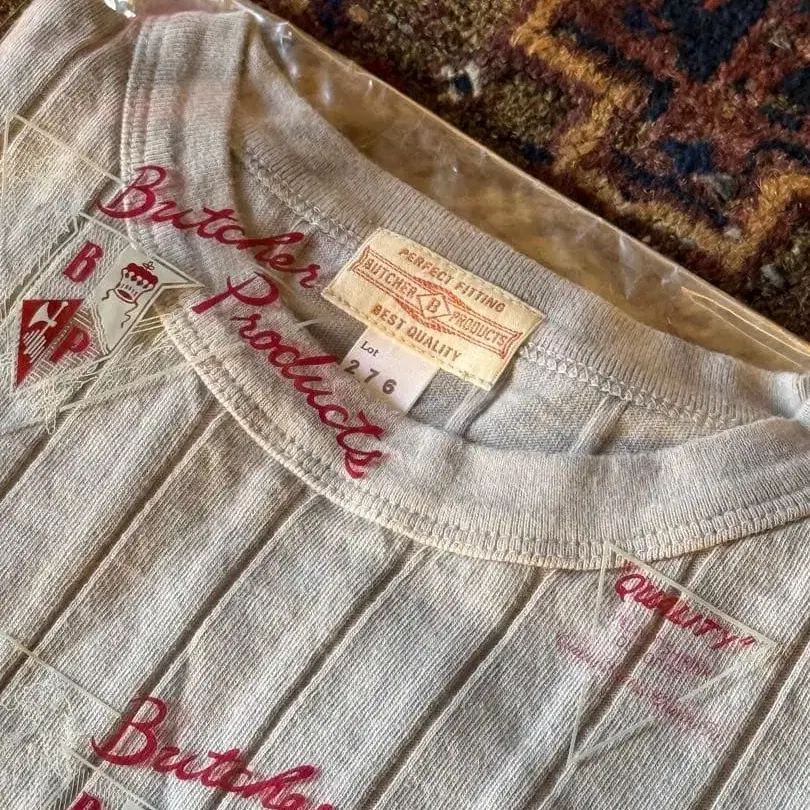 Butcher
Products
B
P
PERFECT FITTING
BUTCHER B PRODUCTS
BEST QUALITY
Lot
276
"QUALITY"
Butcher
B